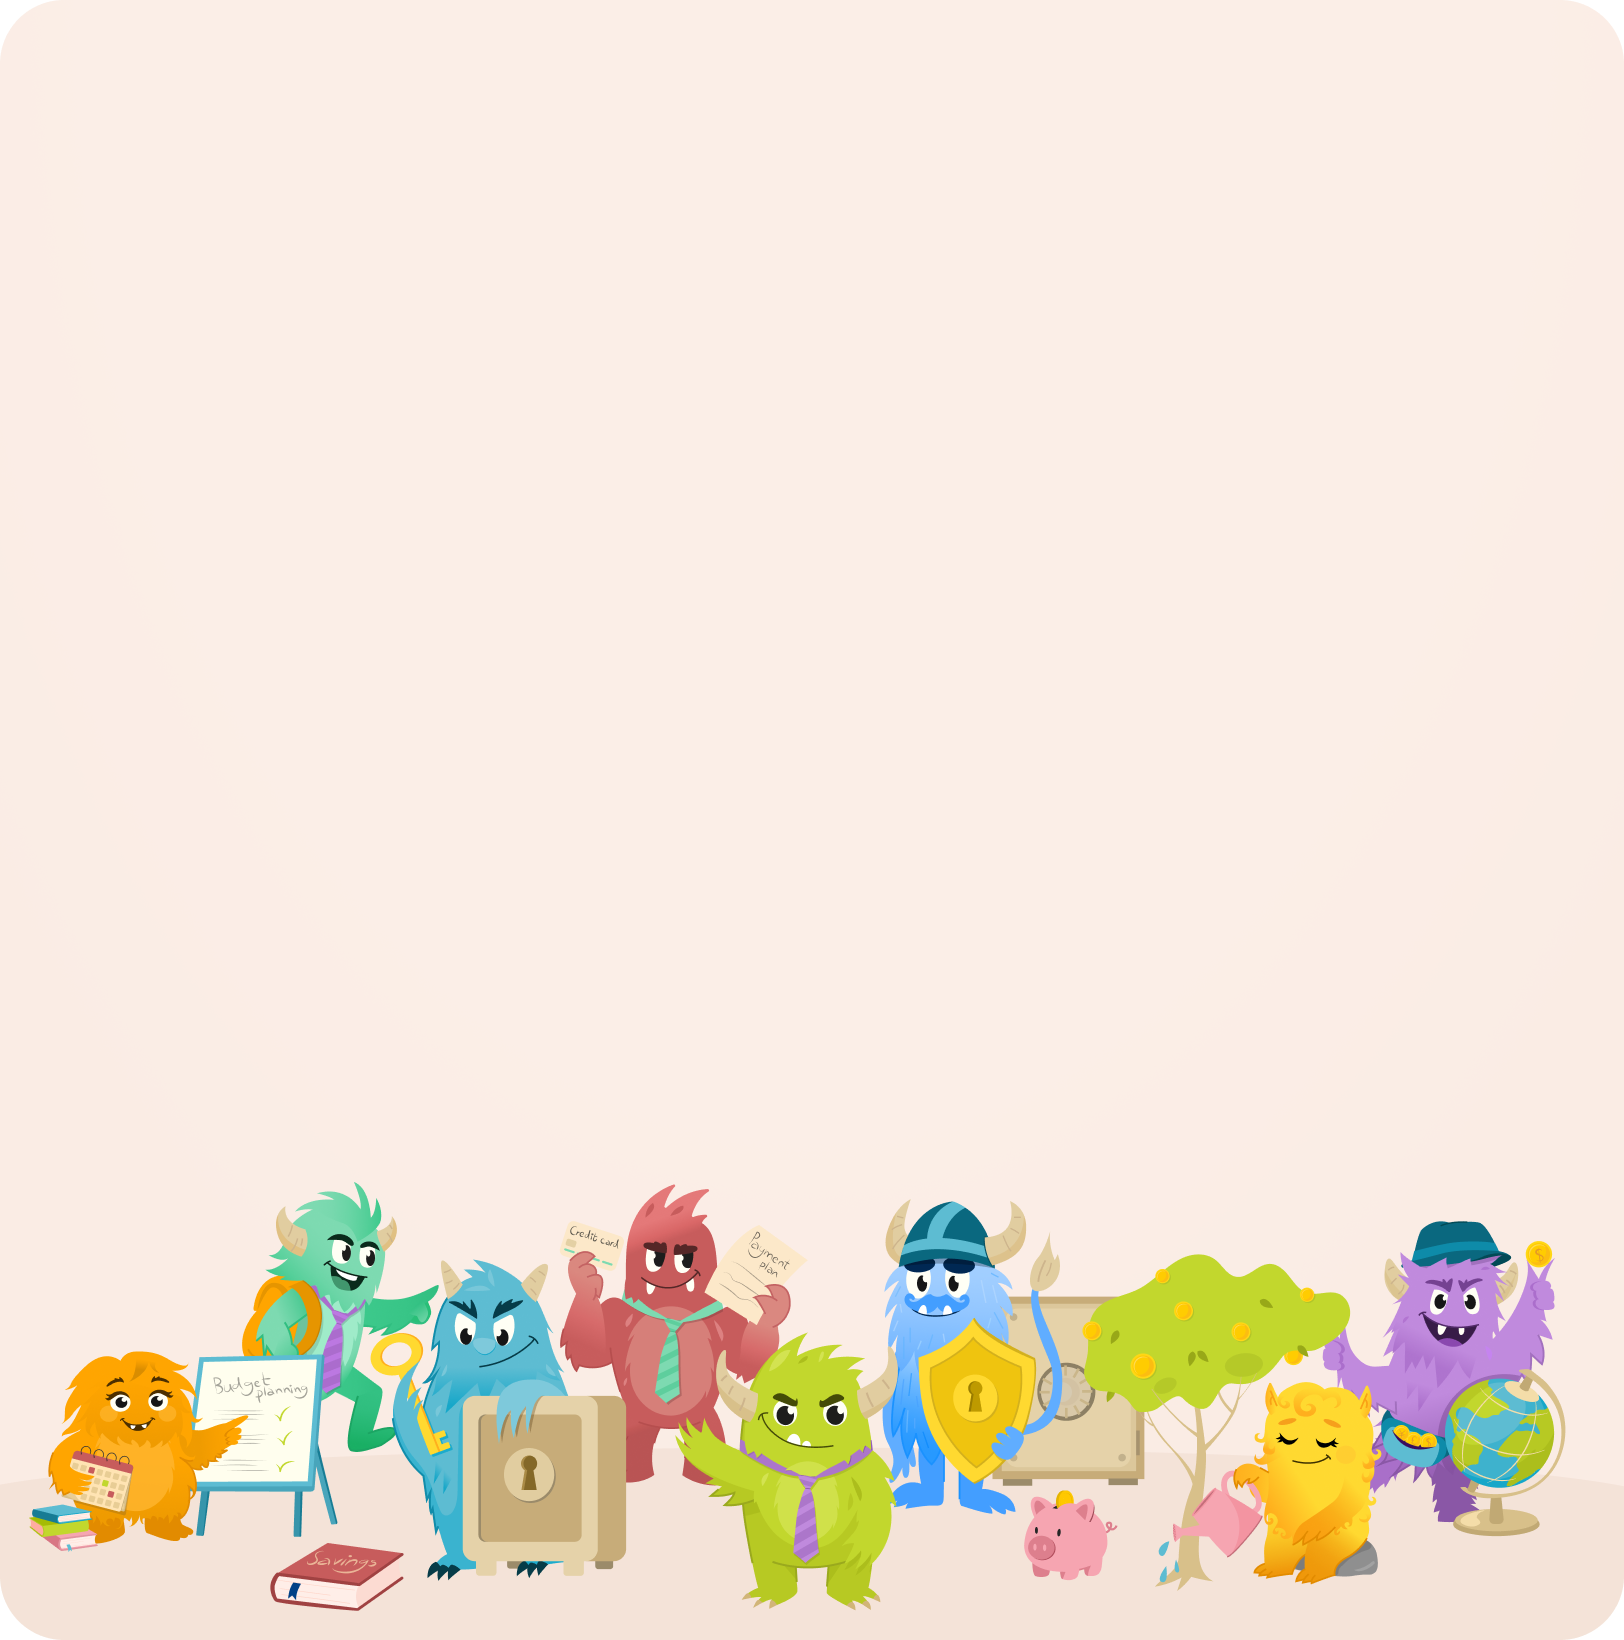 Credit card
Payment
plan
Budget
planning
Savings
$